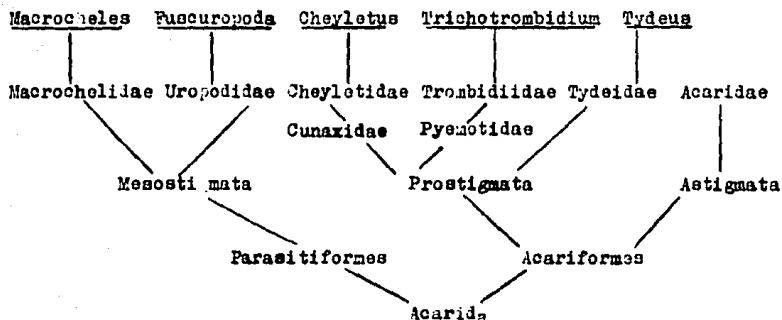 Macrocheles Fuscuropoda Cheyletus Trichotrombidium Tydeus
Macrochelidae Uropodidae Cheyletidae Trombidiidae Tydeidae Acaridae
Cunaxidae Pyemotidae
Mesostigmata Prostigmata Astigmata
Parasitiformes Acariformes
Acarida